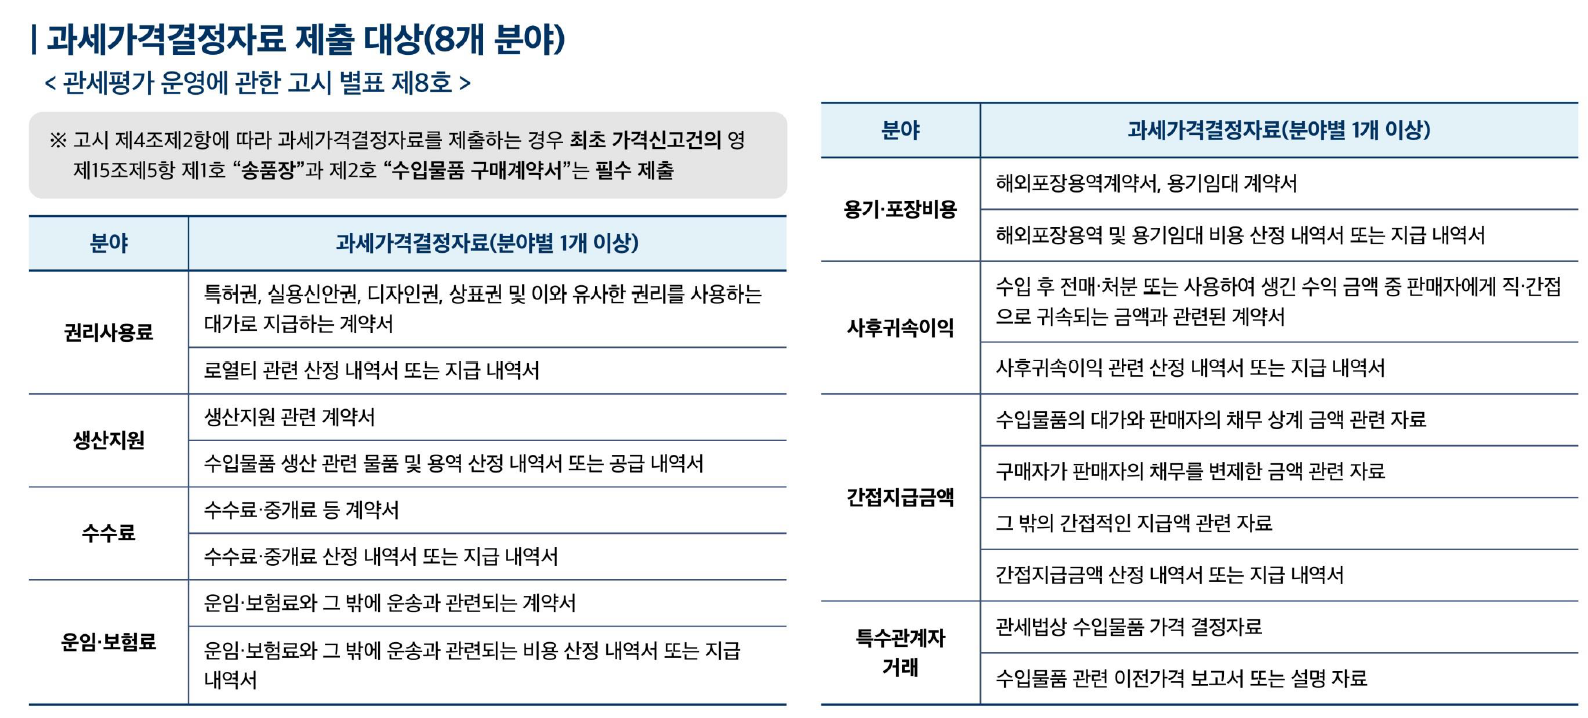 | 과세가격결정자료 제출 대상(8개 분야)
< 관세평가 운영에 관한 고시 별표 제8호 >
※ 고시 제4조제2항에 따라 과세가격결정자료를 제출하는 경우 최초 가격신고건의 영
제15조제5항 제1호 “송품장”과 제2호 “수입물품 구매계약서”는 필수 제출
분야 과세가격결정자료(분야별 1개 이상)
권리사용료
특허권, 실용신안권, 디자인권, 상표권 및 이와 유사한 권리를 사용하는
대가로 지급하는 계약서
로열티 관련 산정 내역서 또는 지급 내역서
생산지원
생산지원 관련 계약서
수입물품 생산 관련 물품 및 용역 산정 내역서 또는 공급 내역서
수수료
수수료·중개료 등 계약서
수수료·중개료 산정 내역서 또는 지급 내역서
운임·보험료
운임·보험료와 그 밖에 운송과 관련되는 계약서
운임·보험료와 그 밖에 운송과 관련되는 비용 산정 내역서 또는 지급
내역서
분야 과세가격결정자료(분야별 1개 이상)
용기·포장비용
해외포장용역계약서, 용기임대 계약서
해외포장용역 및 용기임대 비용 산정 내역서 또는 지급 내역서
사후귀속이익
수입 후 전매·처분 또는 사용하여 생긴 수익 금액 중 판매자에게 직·간접
으로 귀속되는 금액과 관련된 계약서
사후귀속이익 관련 산정 내역서 또는 지급 내역서
간접지급금액
수입물품의 대가와 판매자의 채무 상계 금액 관련 자료
구매자가 판매자의 채무를 변제한 금액 관련 자료
그 밖의 간접적인 지급액 관련 자료
간접지급금액 산정 내역서 또는 지급 내역서
특수관계자
거래
관세법상 수입물품 가격 결정자료
수입물품 관련 이전가격 보고서 또는 설명 자료